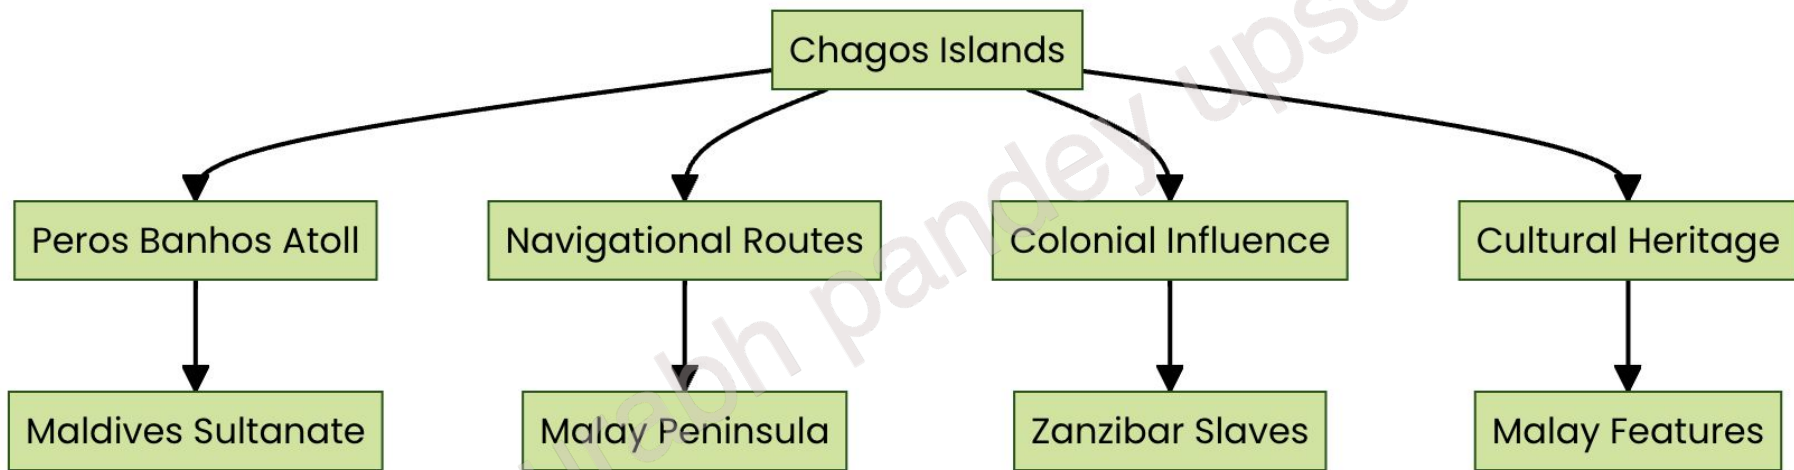 Chagos Islands
Peros Banhos Atoll
Navigational Routes
Colonial Influence
Cultural Heritage
Maldives Sultanate
Malay Peninsula
Zanzibar Slaves
Malay Features
pandey